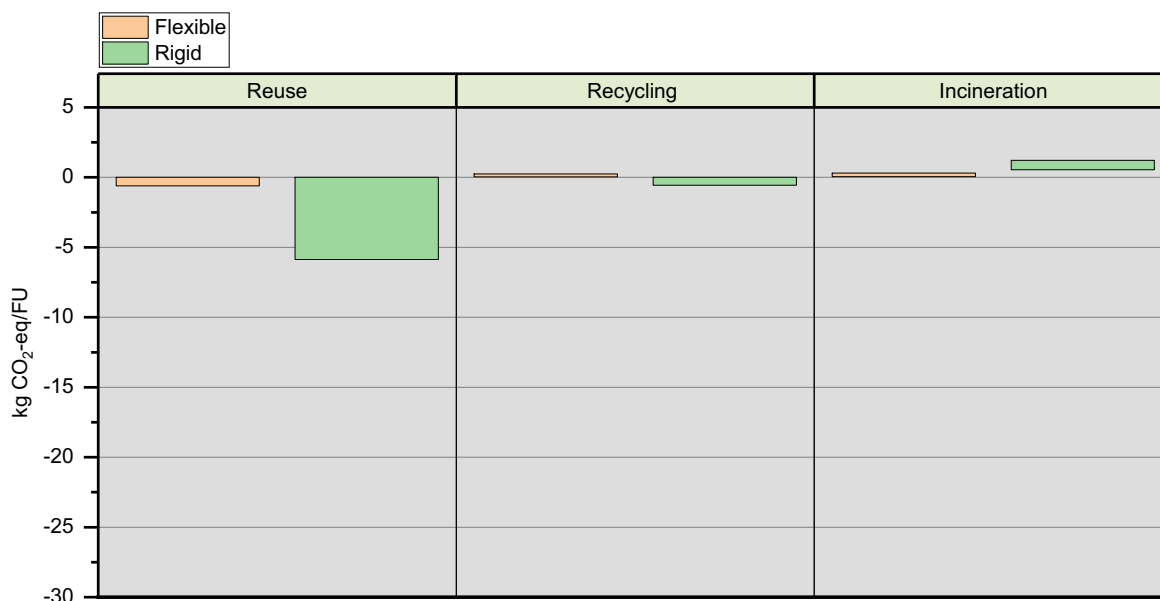 Flexible
Rigid
Reuse Recycling Incineration
5
0
-5
-10
-15
-20
-25
-30
kg CO₂-eq/FU